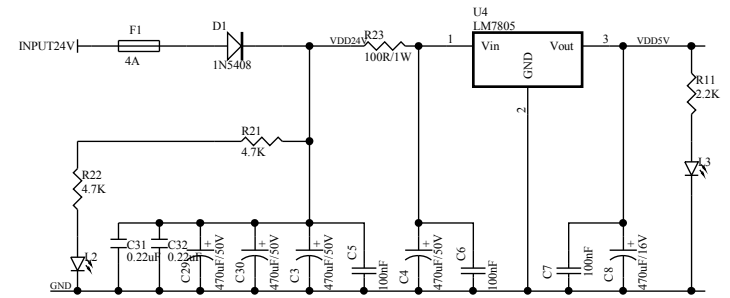 U4
LM7805
F1
D1
R23
INPUT24V
VDD24V
1
Vin
Vout
3
VDD5V
4A
1N5408
100R/1W
GND
R11
2.2K
2
R21
4.7K
R22
4.7K
L3
C31
0.22uF
C32
0.22uF
L2
C29
470uF/50V
+
C30
470uF/50V
+
C3
470uF/50V
+
C5
100nF
C4
470uF/50V
+
C6
100nF
C7
100nF
C8
470uF/16V
+
GND